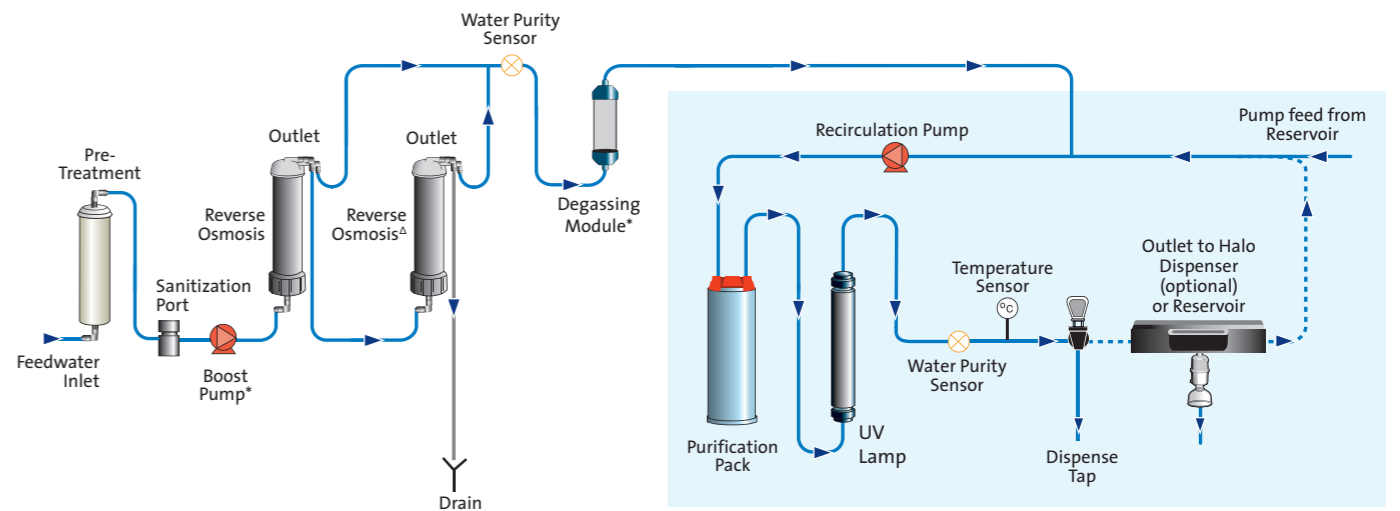 Water Purity
Sensor
Pre-
Treatment
Outlet
Outlet
Reverse
Osmosis
Reverse
OsmosisΔ
Sanitization
Port
Feedwater
Inlet
Boost
Pump*
Drain
Degassing
Module*
Recirculation Pump
Pump feed from
Reservoir
Temperature
Sensor
°C
Outlet to Halo
Dispenser
(optional)
or Reservoir
Water Purity
Sensor
Purification
Pack
UV
Lamp
Dispense
Tap